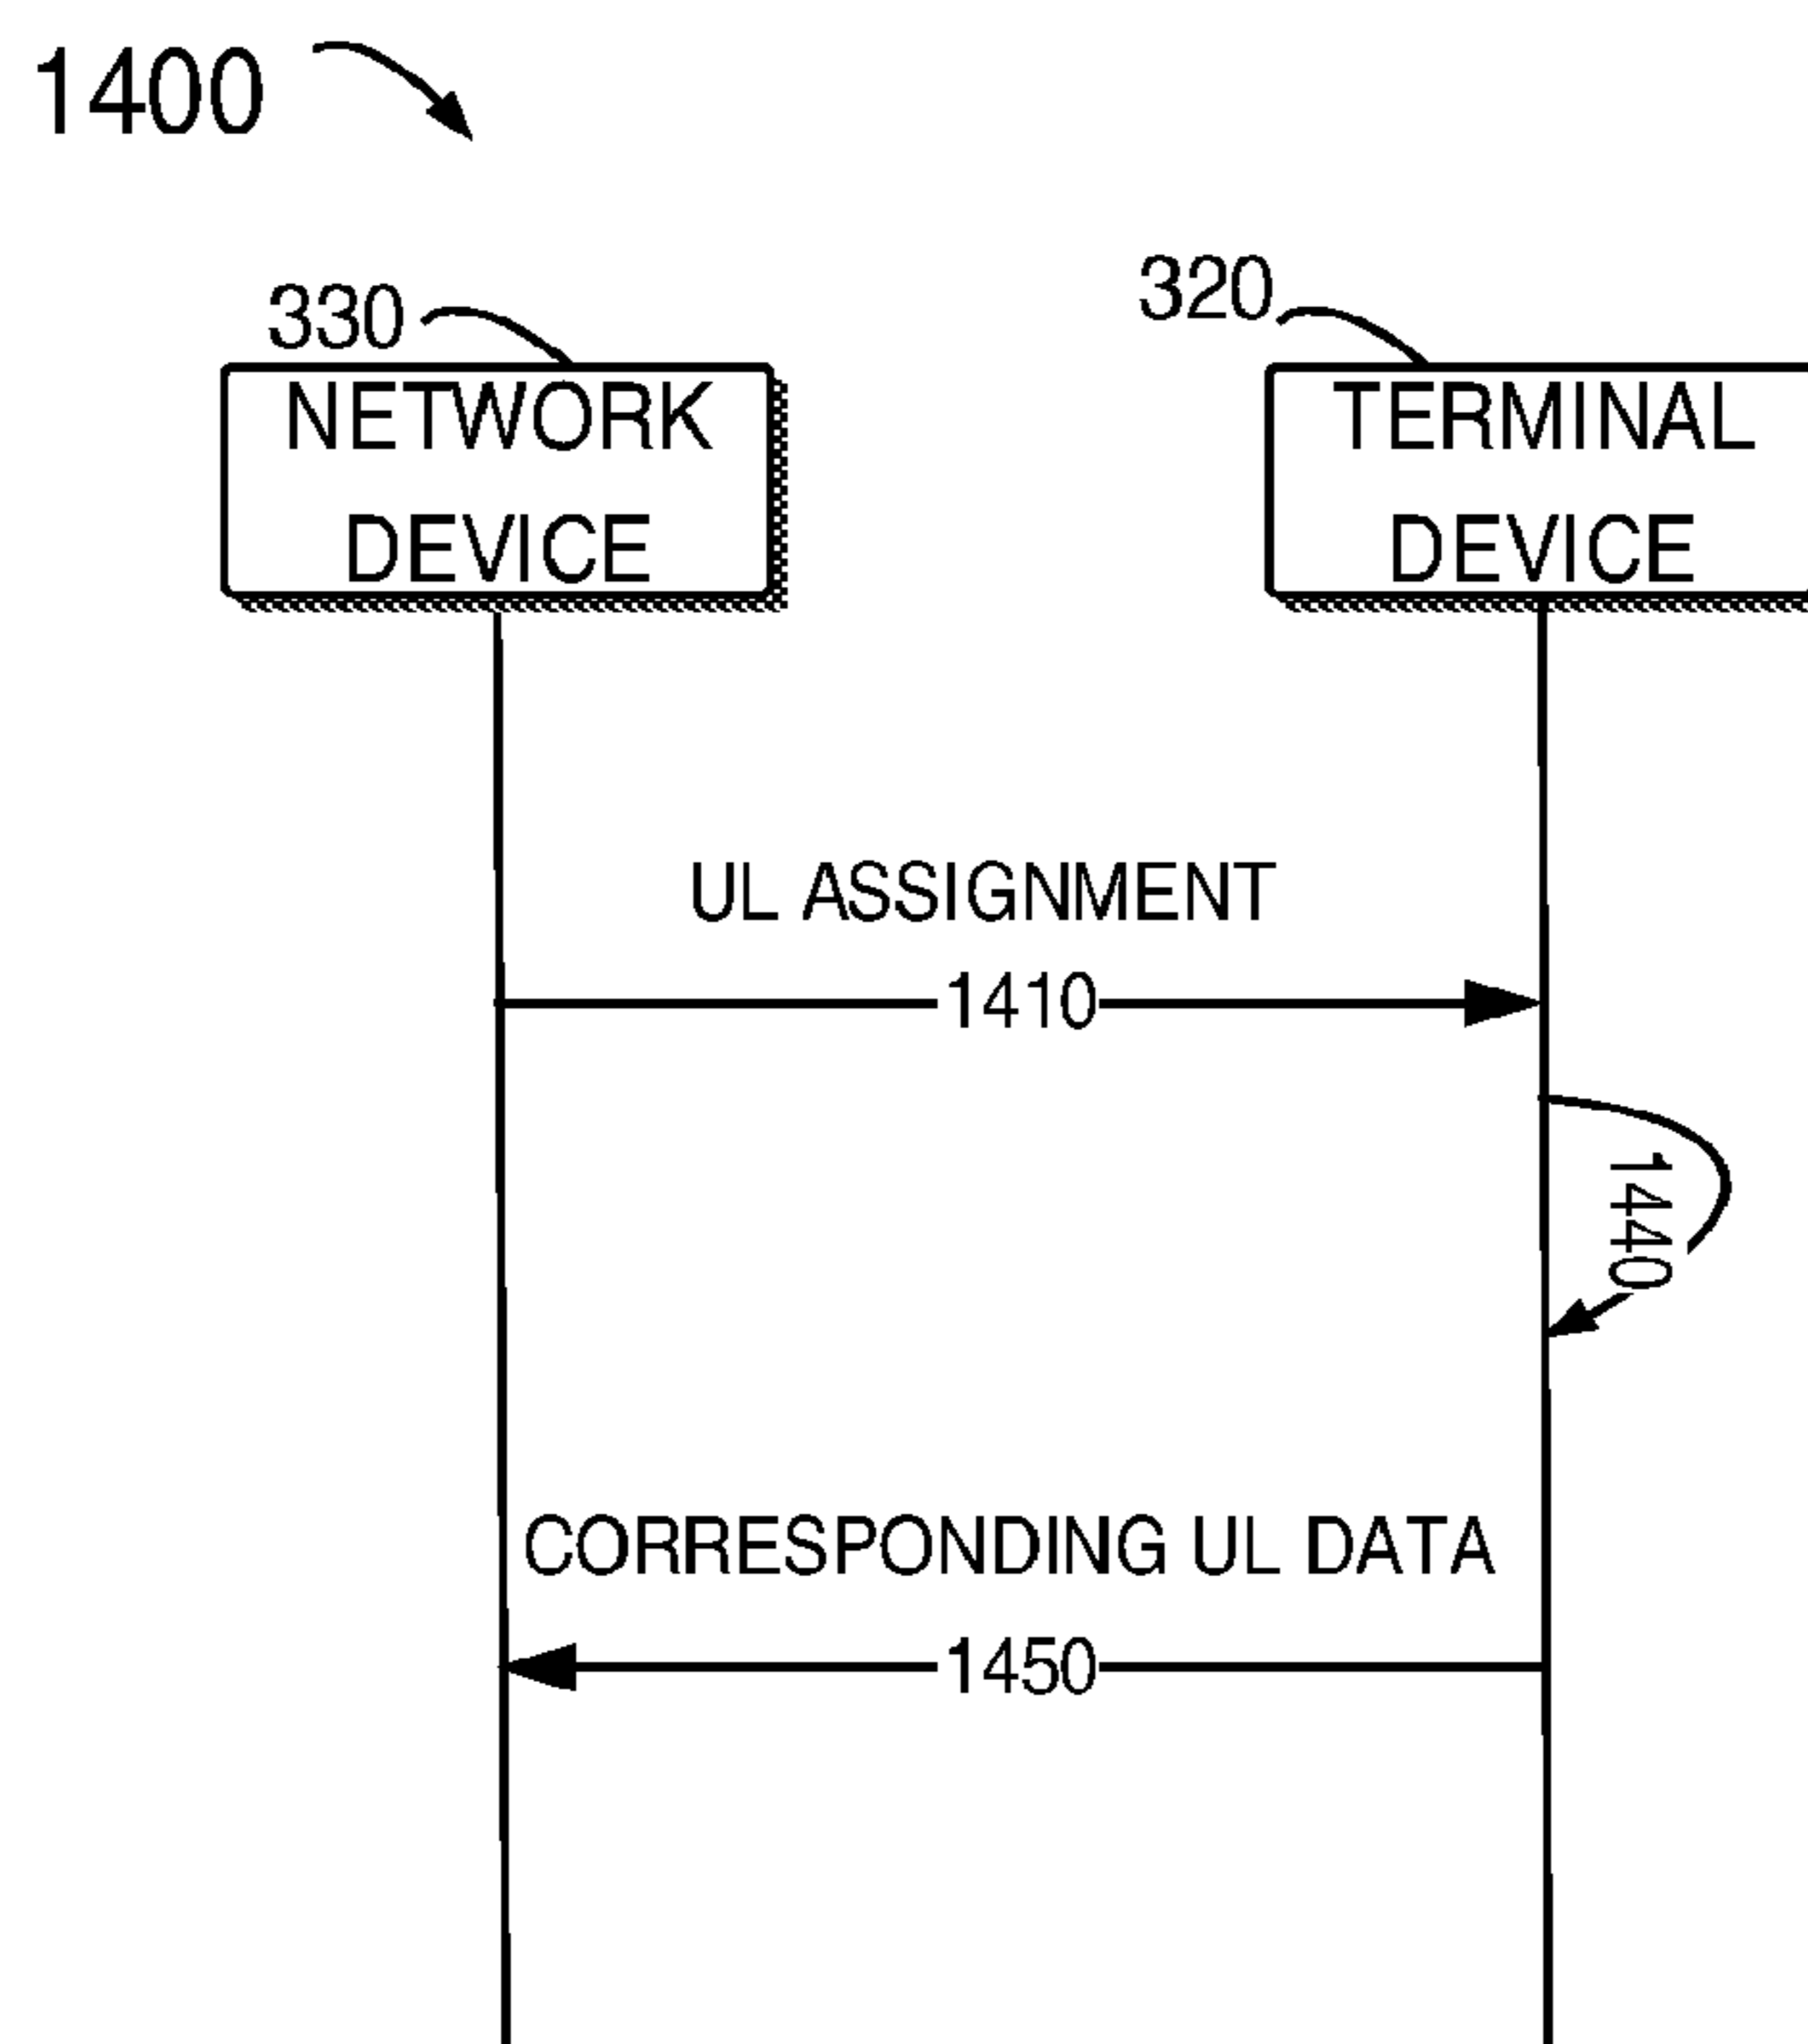 1400
330
320
NETWORK
DEVICE
TERMINAL
DEVICE
UL ASSIGNMENT
1410
1440
CORRESPONDING UL DATA
1450